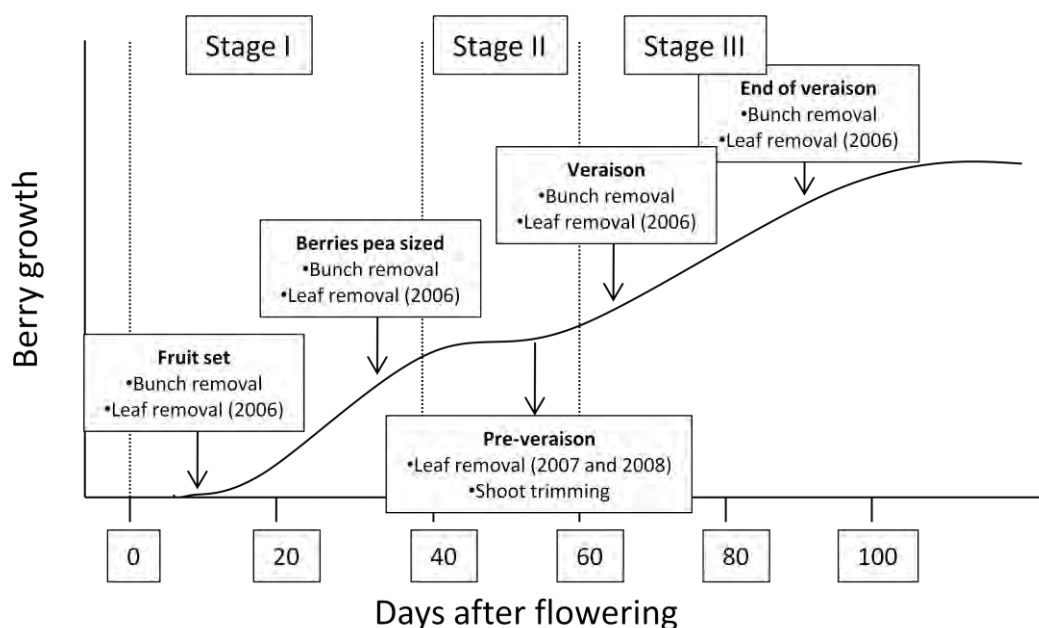 Stage I
Stage II
Stage III
End of veraison
•Bunch removal
•Leaf removal (2006)
Veraison
•Bunch removal
•Leaf removal (2006)
Berries pea sized
•Bunch removal
•Leaf removal (2006)
Fruit set
•Bunch removal
•Leaf removal (2006)
Pre-veraison
•Leaf removal (2007 and 2008)
•Shoot trimming
Berry growth
0 20 40 60 80 100
Days after flowering